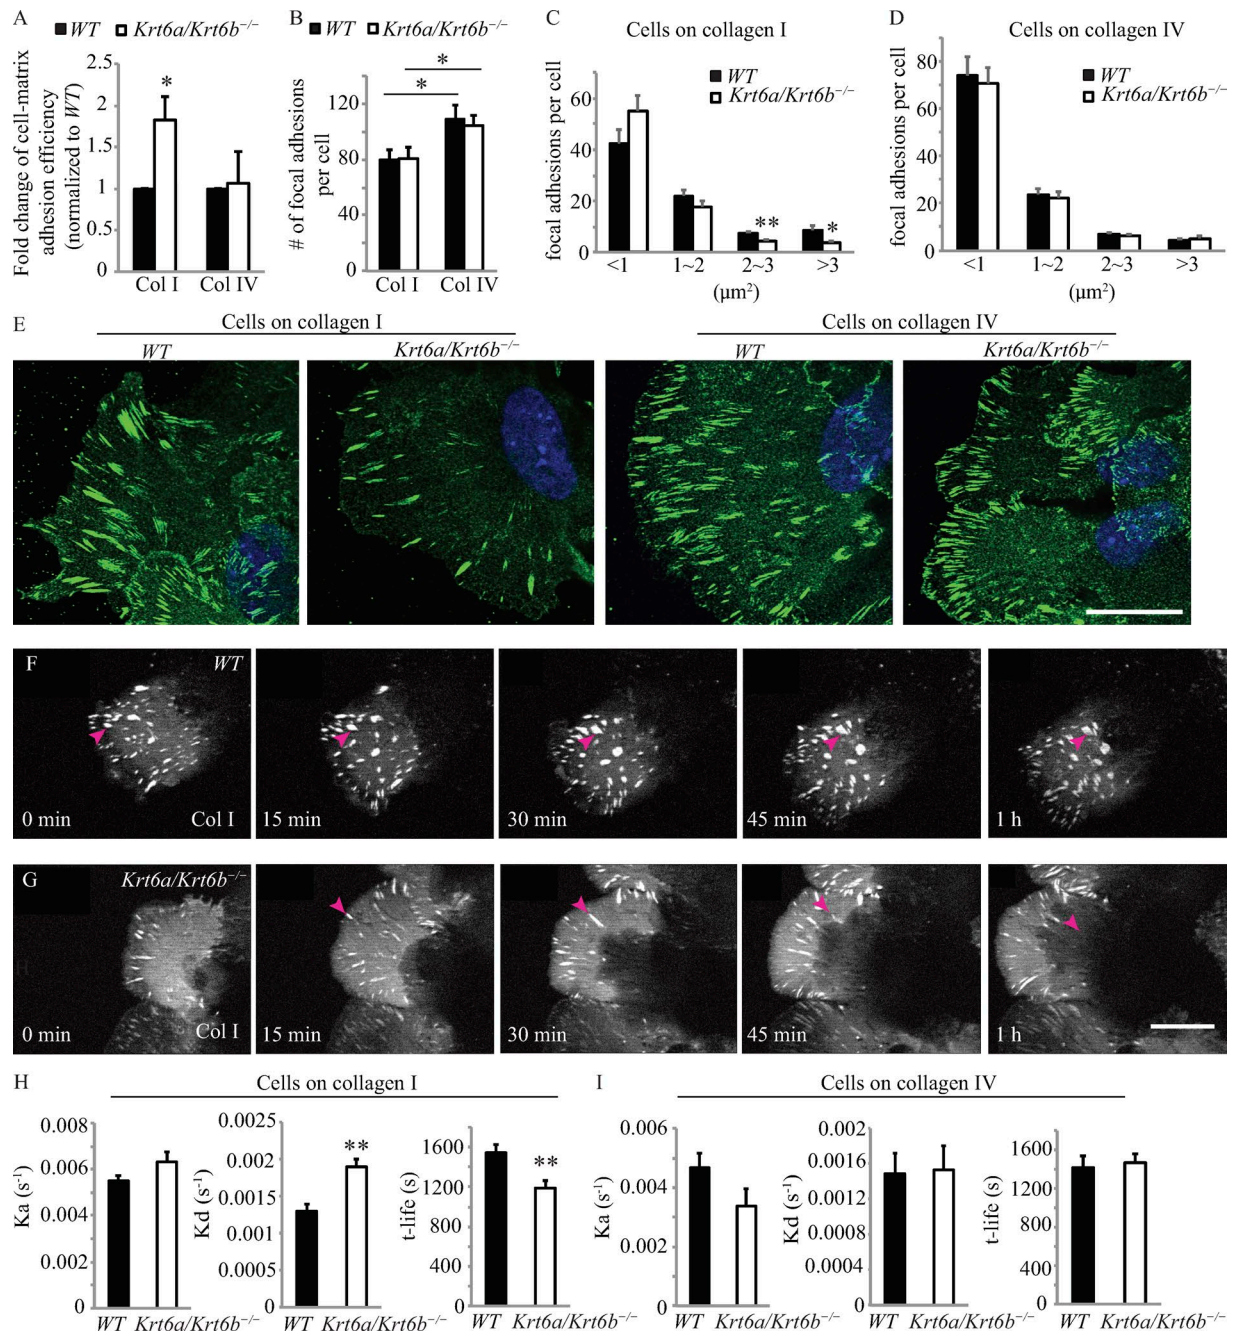 A
WT Krt6a/Krt6b−/−
Fold change of cell-matrix
adhesion efficiency
(normalized to WT)
2.5
2
1.5
1
0.5
*
Col I Col IV
B
WT Krt6a/Krt6b−/−
# of focal adhesions
per cell
120
80
40
0
*
*
Col I Col IV
C
Cells on collagen I
focal adhesions per cell
60
40
20
0
WT
Krt6a/Krt6b−/−
** *
<1 1~2 2~3 >3
(µm²)
D
Cells on collagen IV
focal adhesions per cell
80
60
40
20
0
WT
Krt6a/Krt6b−/−
<1 1~2 2~3 >3
(µm²)
E
Cells on collagen I Cells on collagen IV
WT Krt6a/Krt6b−/− WT Krt6a/Krt6b−/−
F WT
0 min Col I 15 min 30 min 45 min 1 h
G Krt6a/Krt6b−/−
0 min Col I 15 min 30 min 45 min 1 h
H
Cells on collagen I
Ka (s-1)
0.008
0.006
0.004
0.002
0
WT Krt6a/Krt6b−/−
Kd (s-1)
0.0025
0.002
0.0015
0.001
0.0005
0
**
WT Krt6a/Krt6b−/−
t-life (s)
1600
1200
800
400
0
**
WT Krt6a/Krt6b−/−
I
Cells on collagen IV
Ka (s-1)
0.006
0.004
0.002
0
WT Krt6a/Krt6b−/−
Kd (s-1)
0.002
0.0016
0.0012
0.0008
0.0004
0
WT Krt6a/Krt6b−/−
t-life (s)
1600
1200
800
400
0
WT Krt6a/Krt6b−/−